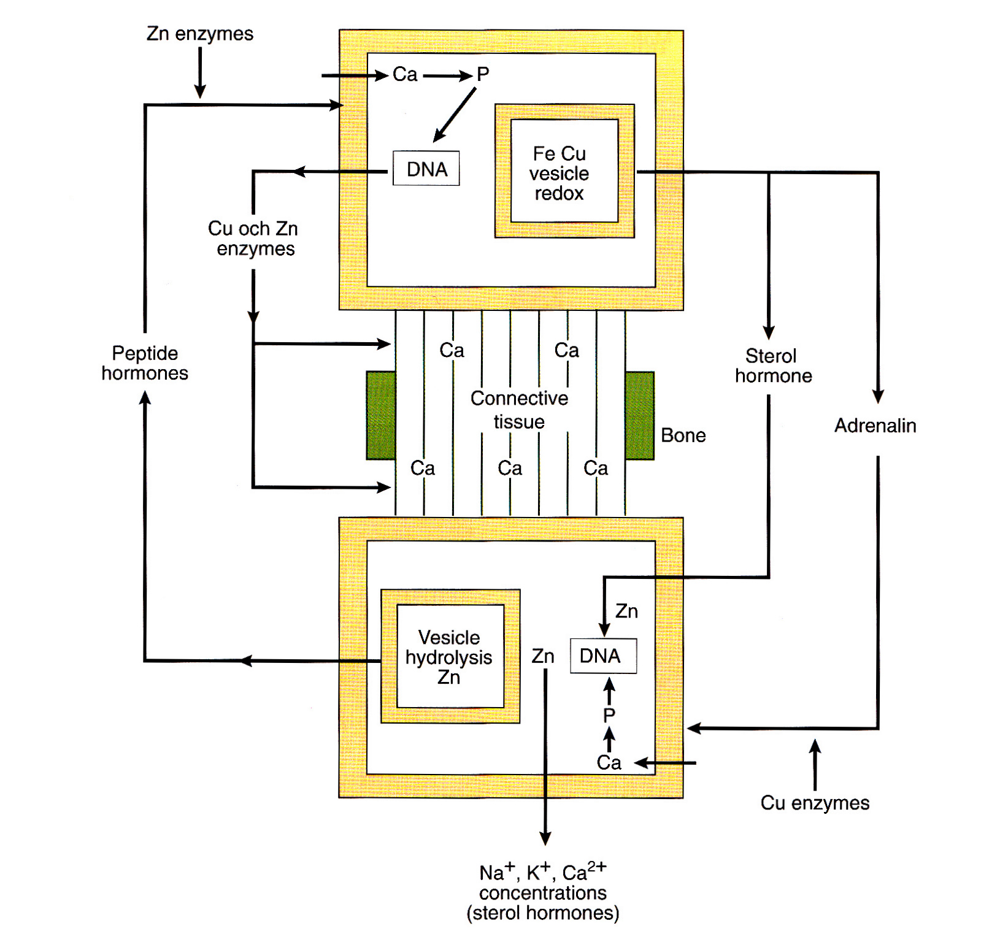 Zn enzymes
Ca
P
DNA
Fe Cu
vesicle
redox
Cu och Zn
enzymes
Peptide
hormones
Ca
Ca
Connective
tissue
Bone
Ca
Ca
Ca
Sterol
hormone
Adrenalin
Vesicle
hydrolysis
Zn
Zn
Zn
DNA
P
Ca
Cu enzymes
Na⁺, K⁺, Ca²⁺
concentrations
(sterol hormones)